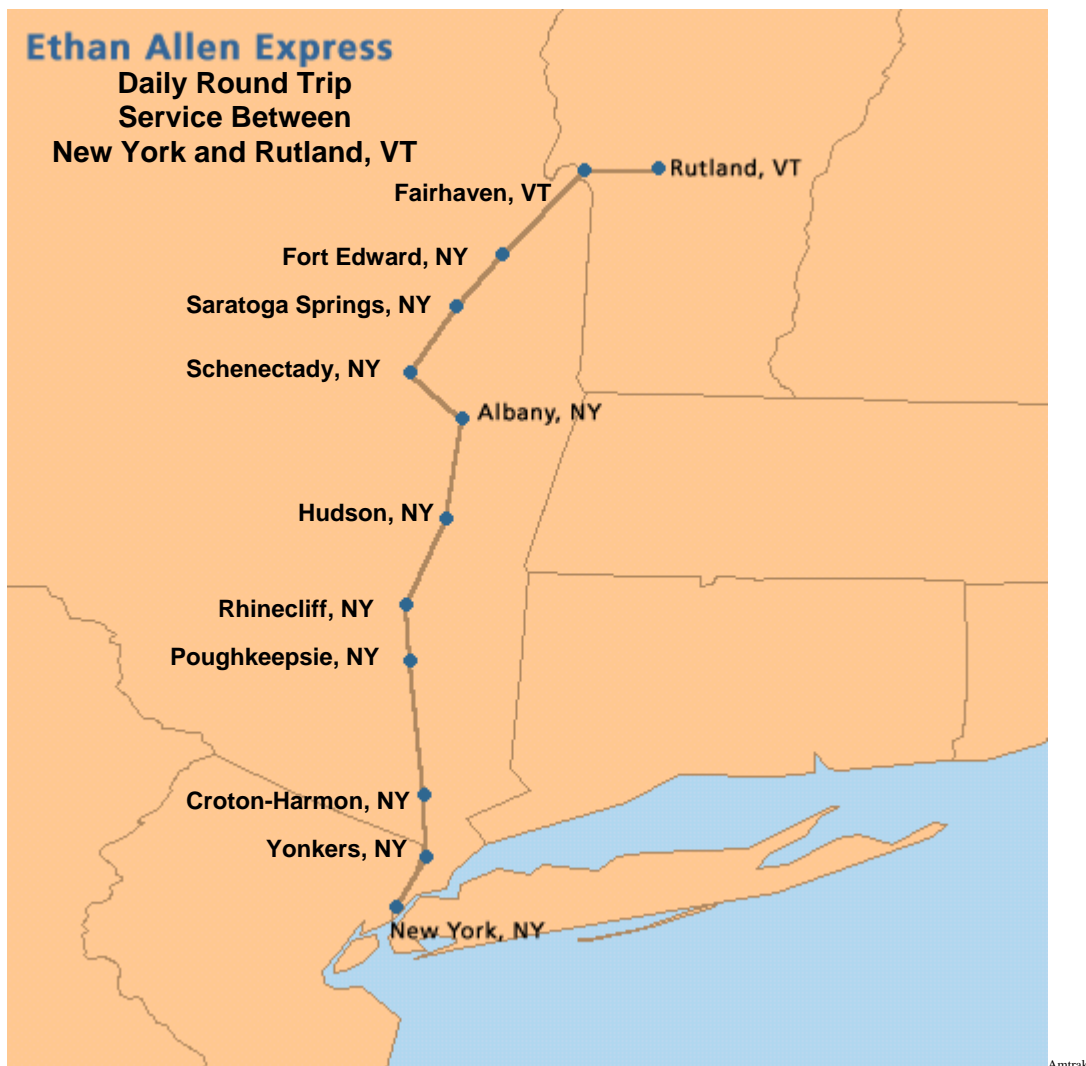 Ethan Allen Express
Daily Round Trip
Service Between
New York and Rutland, VT
Rutland, VT
Fairhaven, VT
Fort Edward, NY
Saratoga Springs, NY
Schenectady, NY
Albany, NY
Hudson, NY
Rhinecliff, NY
Poughkeepsie, NY
Croton-Harmon, NY
Yonkers, NY
New York, NY
Amtrak